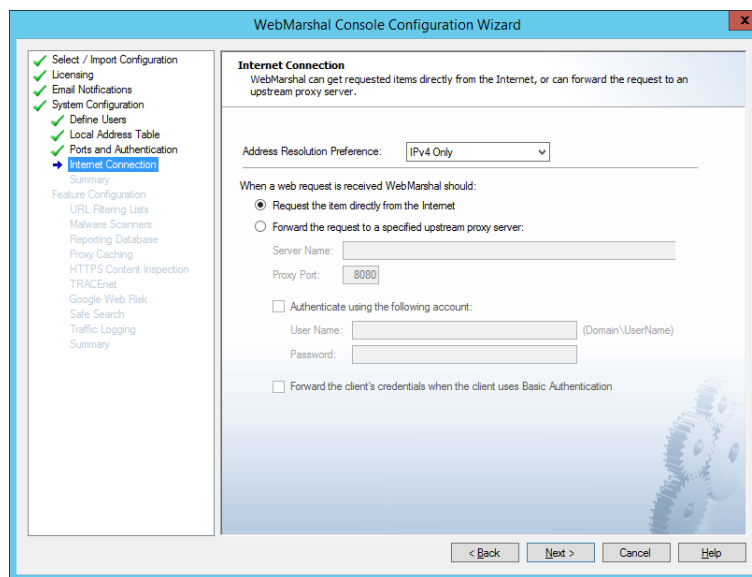 WebMarshal Console Configuration Wizard
x
Select / Import Configuration
Licensing
Email Notifications
System Configuration
Define Users
Local Address Table
Ports and Authentication
Internet Connection
Summary
Feature Configuration
URL Filtering Lists
Malware Scanners
Reporting Database
Proxy Caching
HTTPS Content Inspection
TRACEnet
Google Web Risk
Safe Search
Traffic Logging
Summary
Internet Connection
WebMarshal can get requested items directly from the Internet, or can forward the request to an
upstream proxy server.
Address Resolution Preference: IPv4 Only
When a web request is received WebMarshal should:
Request the item directly from the Internet
Forward the request to a specified upstream proxy server:
Server Name:
Proxy Port: 8080
Authenticate using the following account:
User Name: (Domain\UserName)
Password:
Forward the client's credentials when the client uses Basic Authentication
< Back Next > Cancel Help